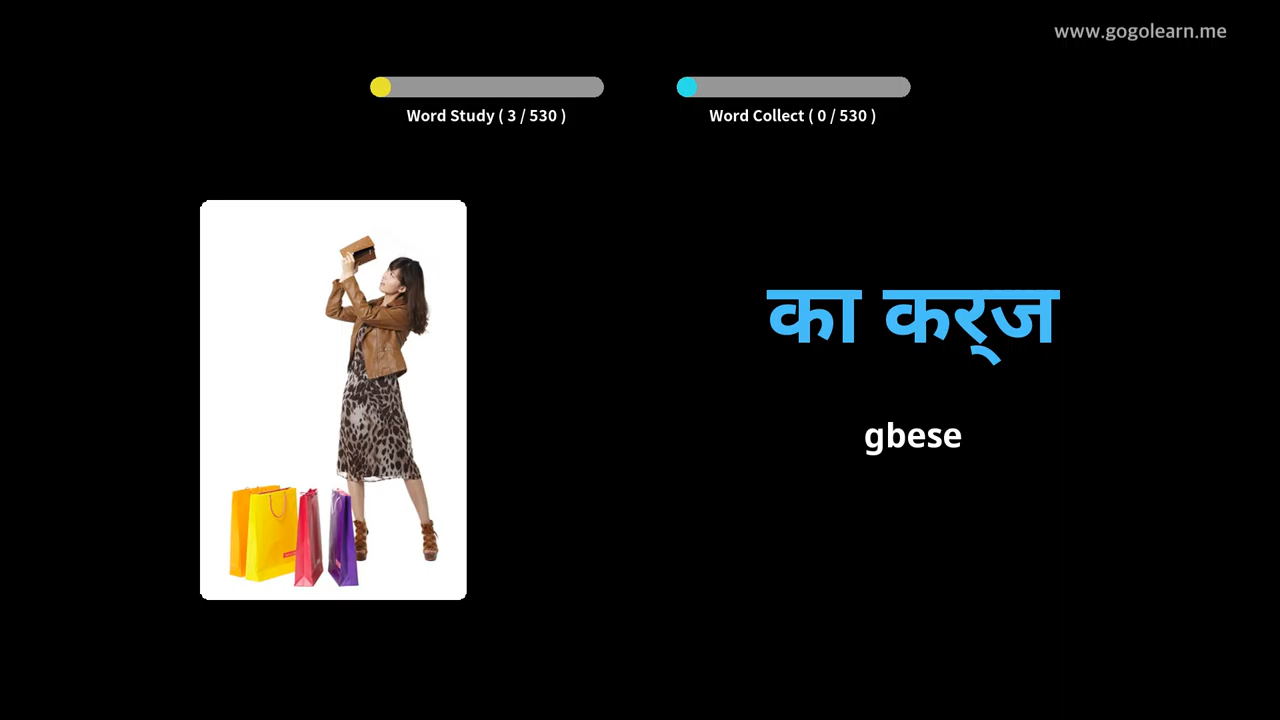 www.gogolearn.me
Word Study ( 3 / 530 )
Word Collect ( 0 / 530 )
का कर्‌ज
gbese